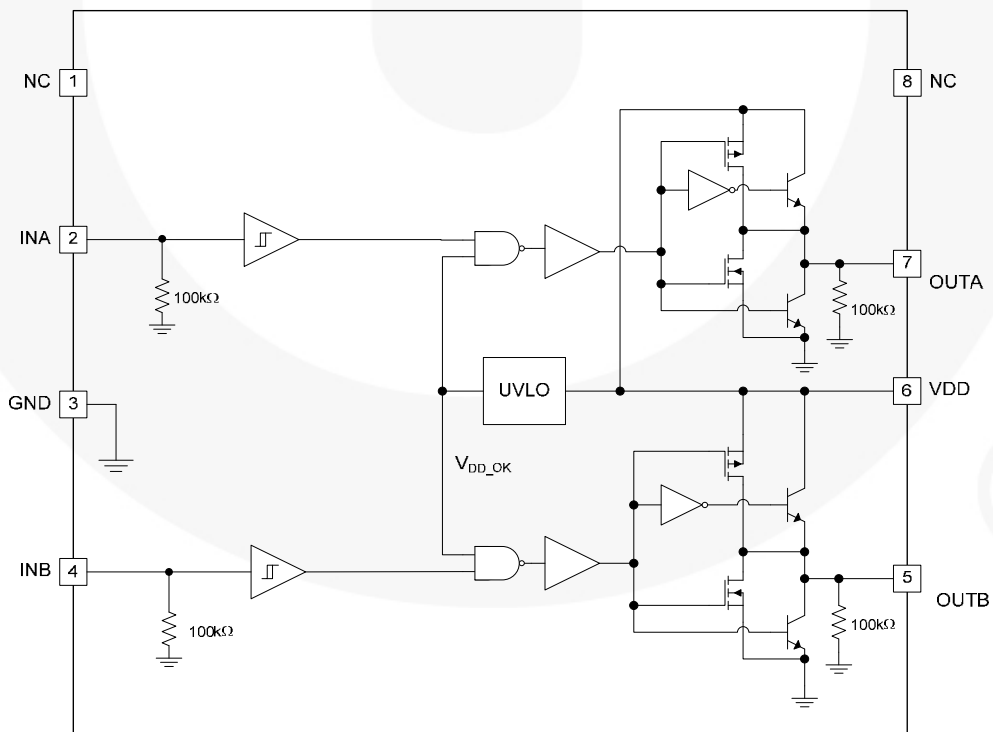 NC 1
8 NC
INA 2
100kΩ
7
OUTA
100kΩ
UVLO
6 VDD
GND 3
VDD_OK
INB 4
100kΩ
5
OUTB
100kΩ